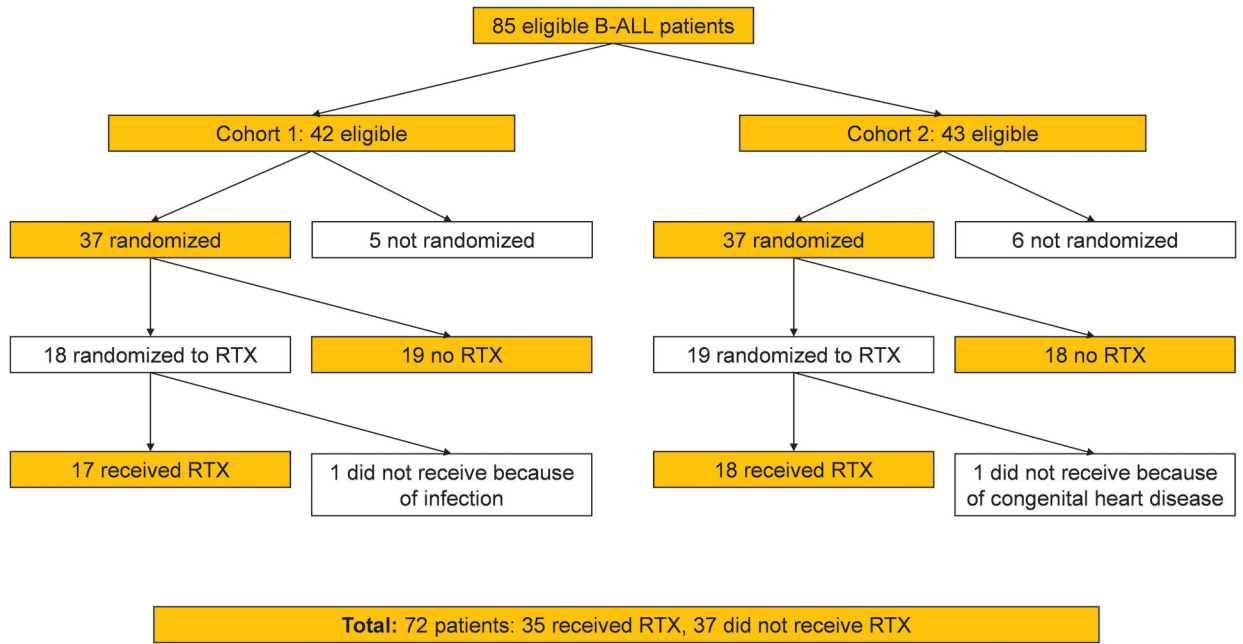 85 eligible B-ALL patients
Cohort 1: 42 eligible
Cohort 2: 43 eligible
37 randomized
5 not randomized
37 randomized
6 not randomized
18 randomized to RTX
19 no RTX
19 randomized to RTX
18 no RTX
17 received RTX
1 did not receive because
of infection
18 received RTX
1 did not receive because
of congenital heart disease
Total: 72 patients: 35 received RTX, 37 did not receive RTX